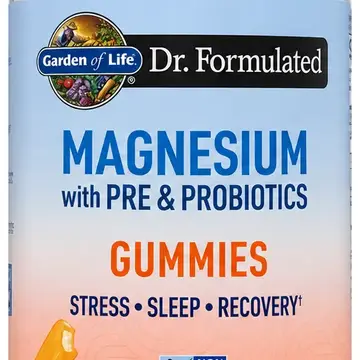 Garden of Life®
Dr. Formulated
MAGNESIUM
with PRE & PROBIOTICS
GUMMIES
STRESS • SLEEP • RECOVERY†